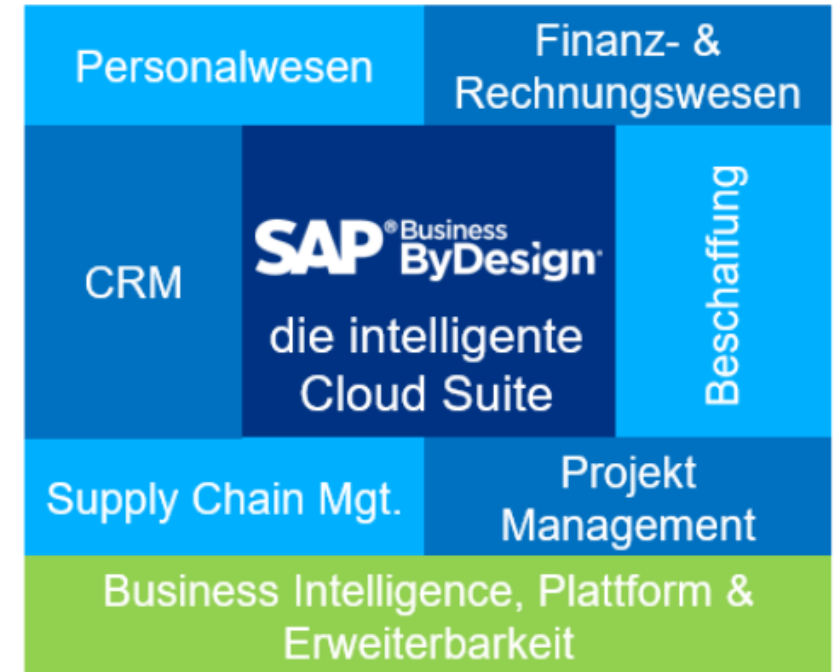 Personalwesen
Finanz- &
Rechnungswesen
CRM
SAP® Business
ByDesign
die intelligente
Cloud Suite
Beschaffung
Supply Chain Mgt.
Projekt
Management
Business Intelligence, Plattform &
Erweiterbarkeit